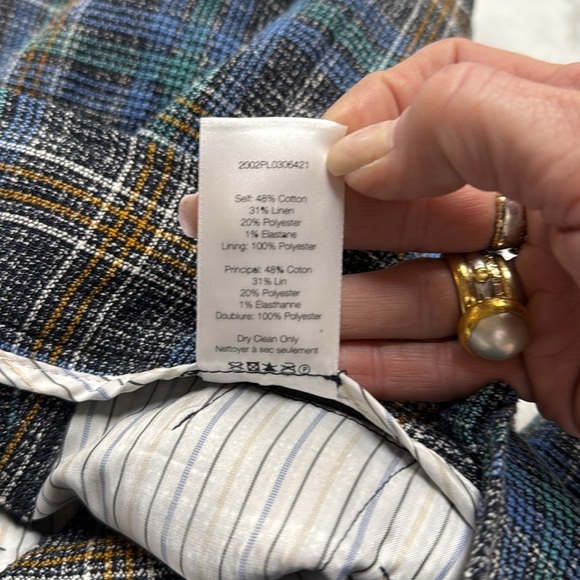 2002PL0306421
Self: 48% Cotton
31% Linen
20% Polyester
1% Elastane
Lining: 100% Polyester
Principal: 48% Coton
31% Lin
20% Polyester
1% Élasthanne
Doublure: 100% Polyester
Dry Clean Only
Nettoyer à sec seulement
P